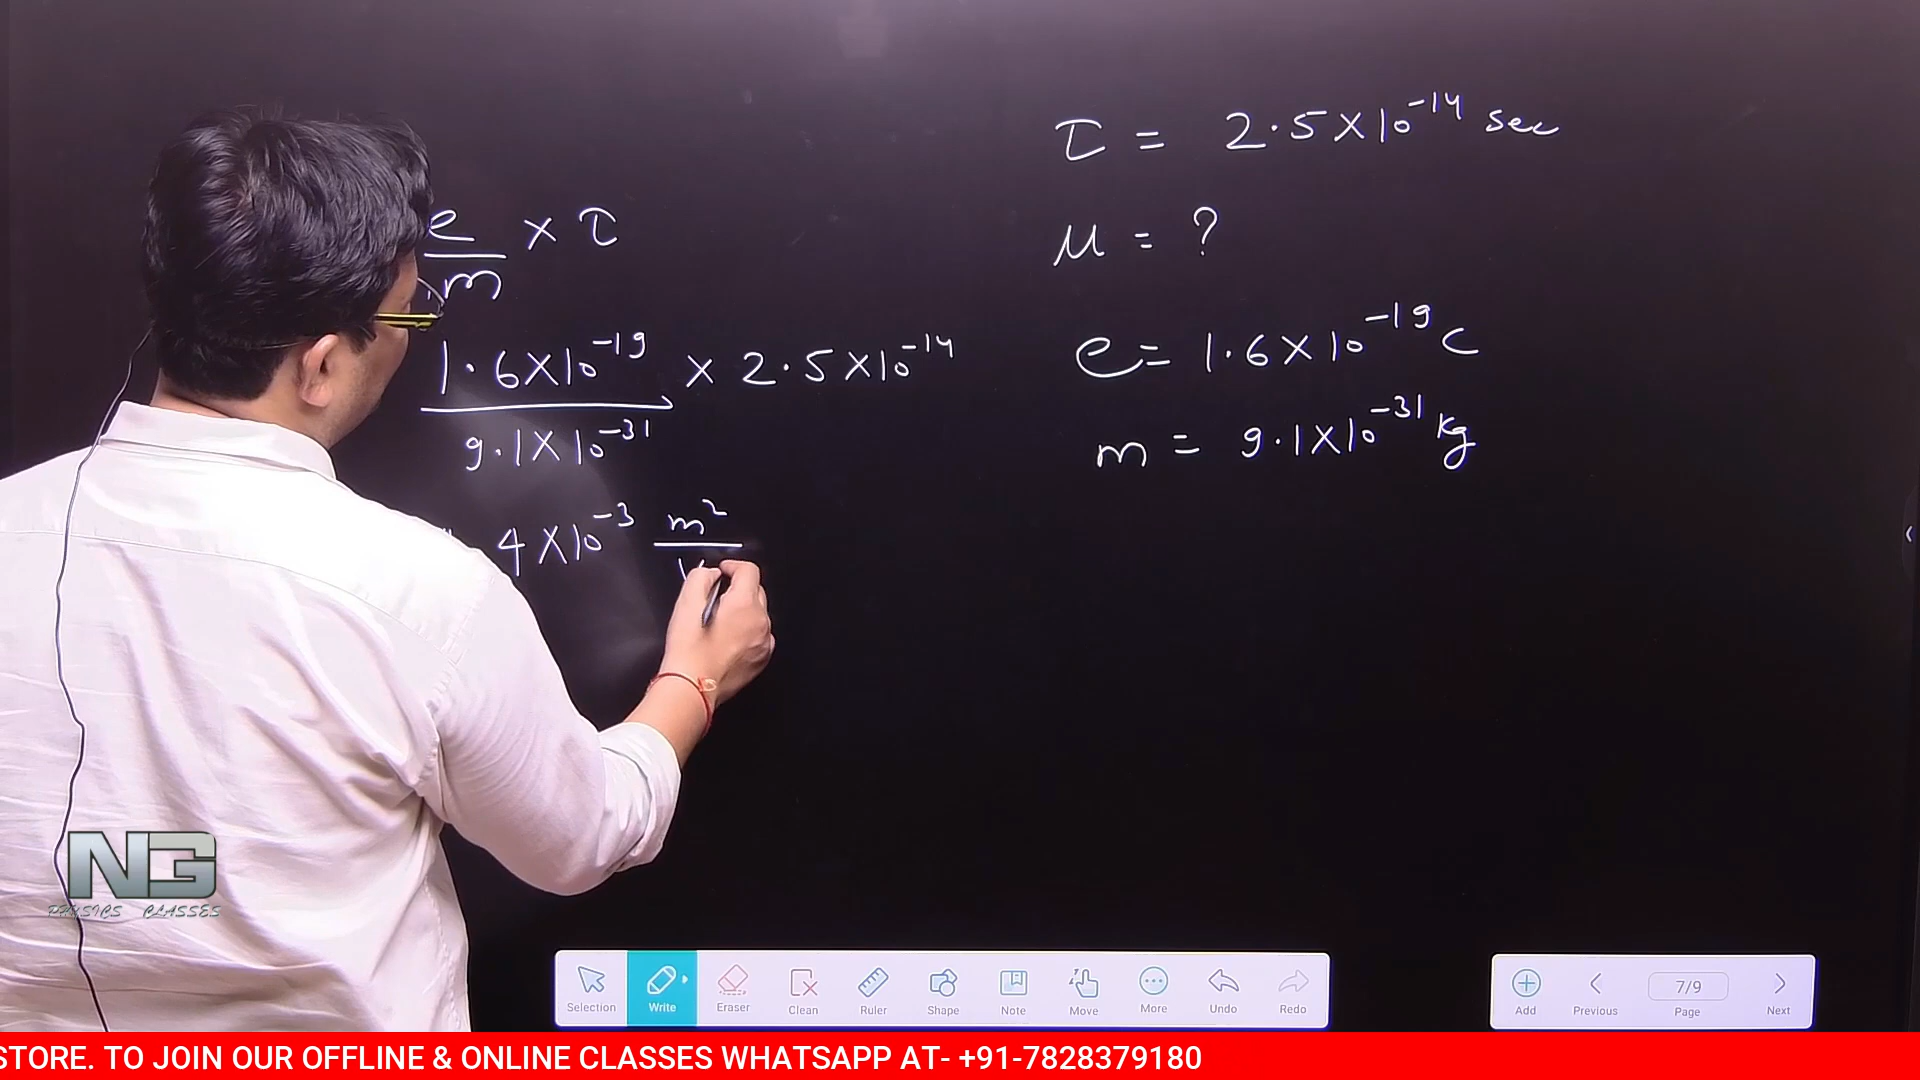 τ = 2.5×10⁻¹⁴ sec
μ = ?
e = 1.6×10⁻¹⁹ C
m = 9.1×10⁻³¹ kg
e/m × τ
1.6×10⁻¹⁹/9.1×10⁻³¹ × 2.5×10⁻¹⁴
4×10⁻³ m²/V
NG
PHYSICS CLASSES
Selection Write Eraser Clean Ruler Shape Note Move More Undo Redo
Add Previous 7/9 Page Next
STORE. TO JOIN OUR OFFLINE & ONLINE CLASSES WHATSAPP AT- +91-7828379180